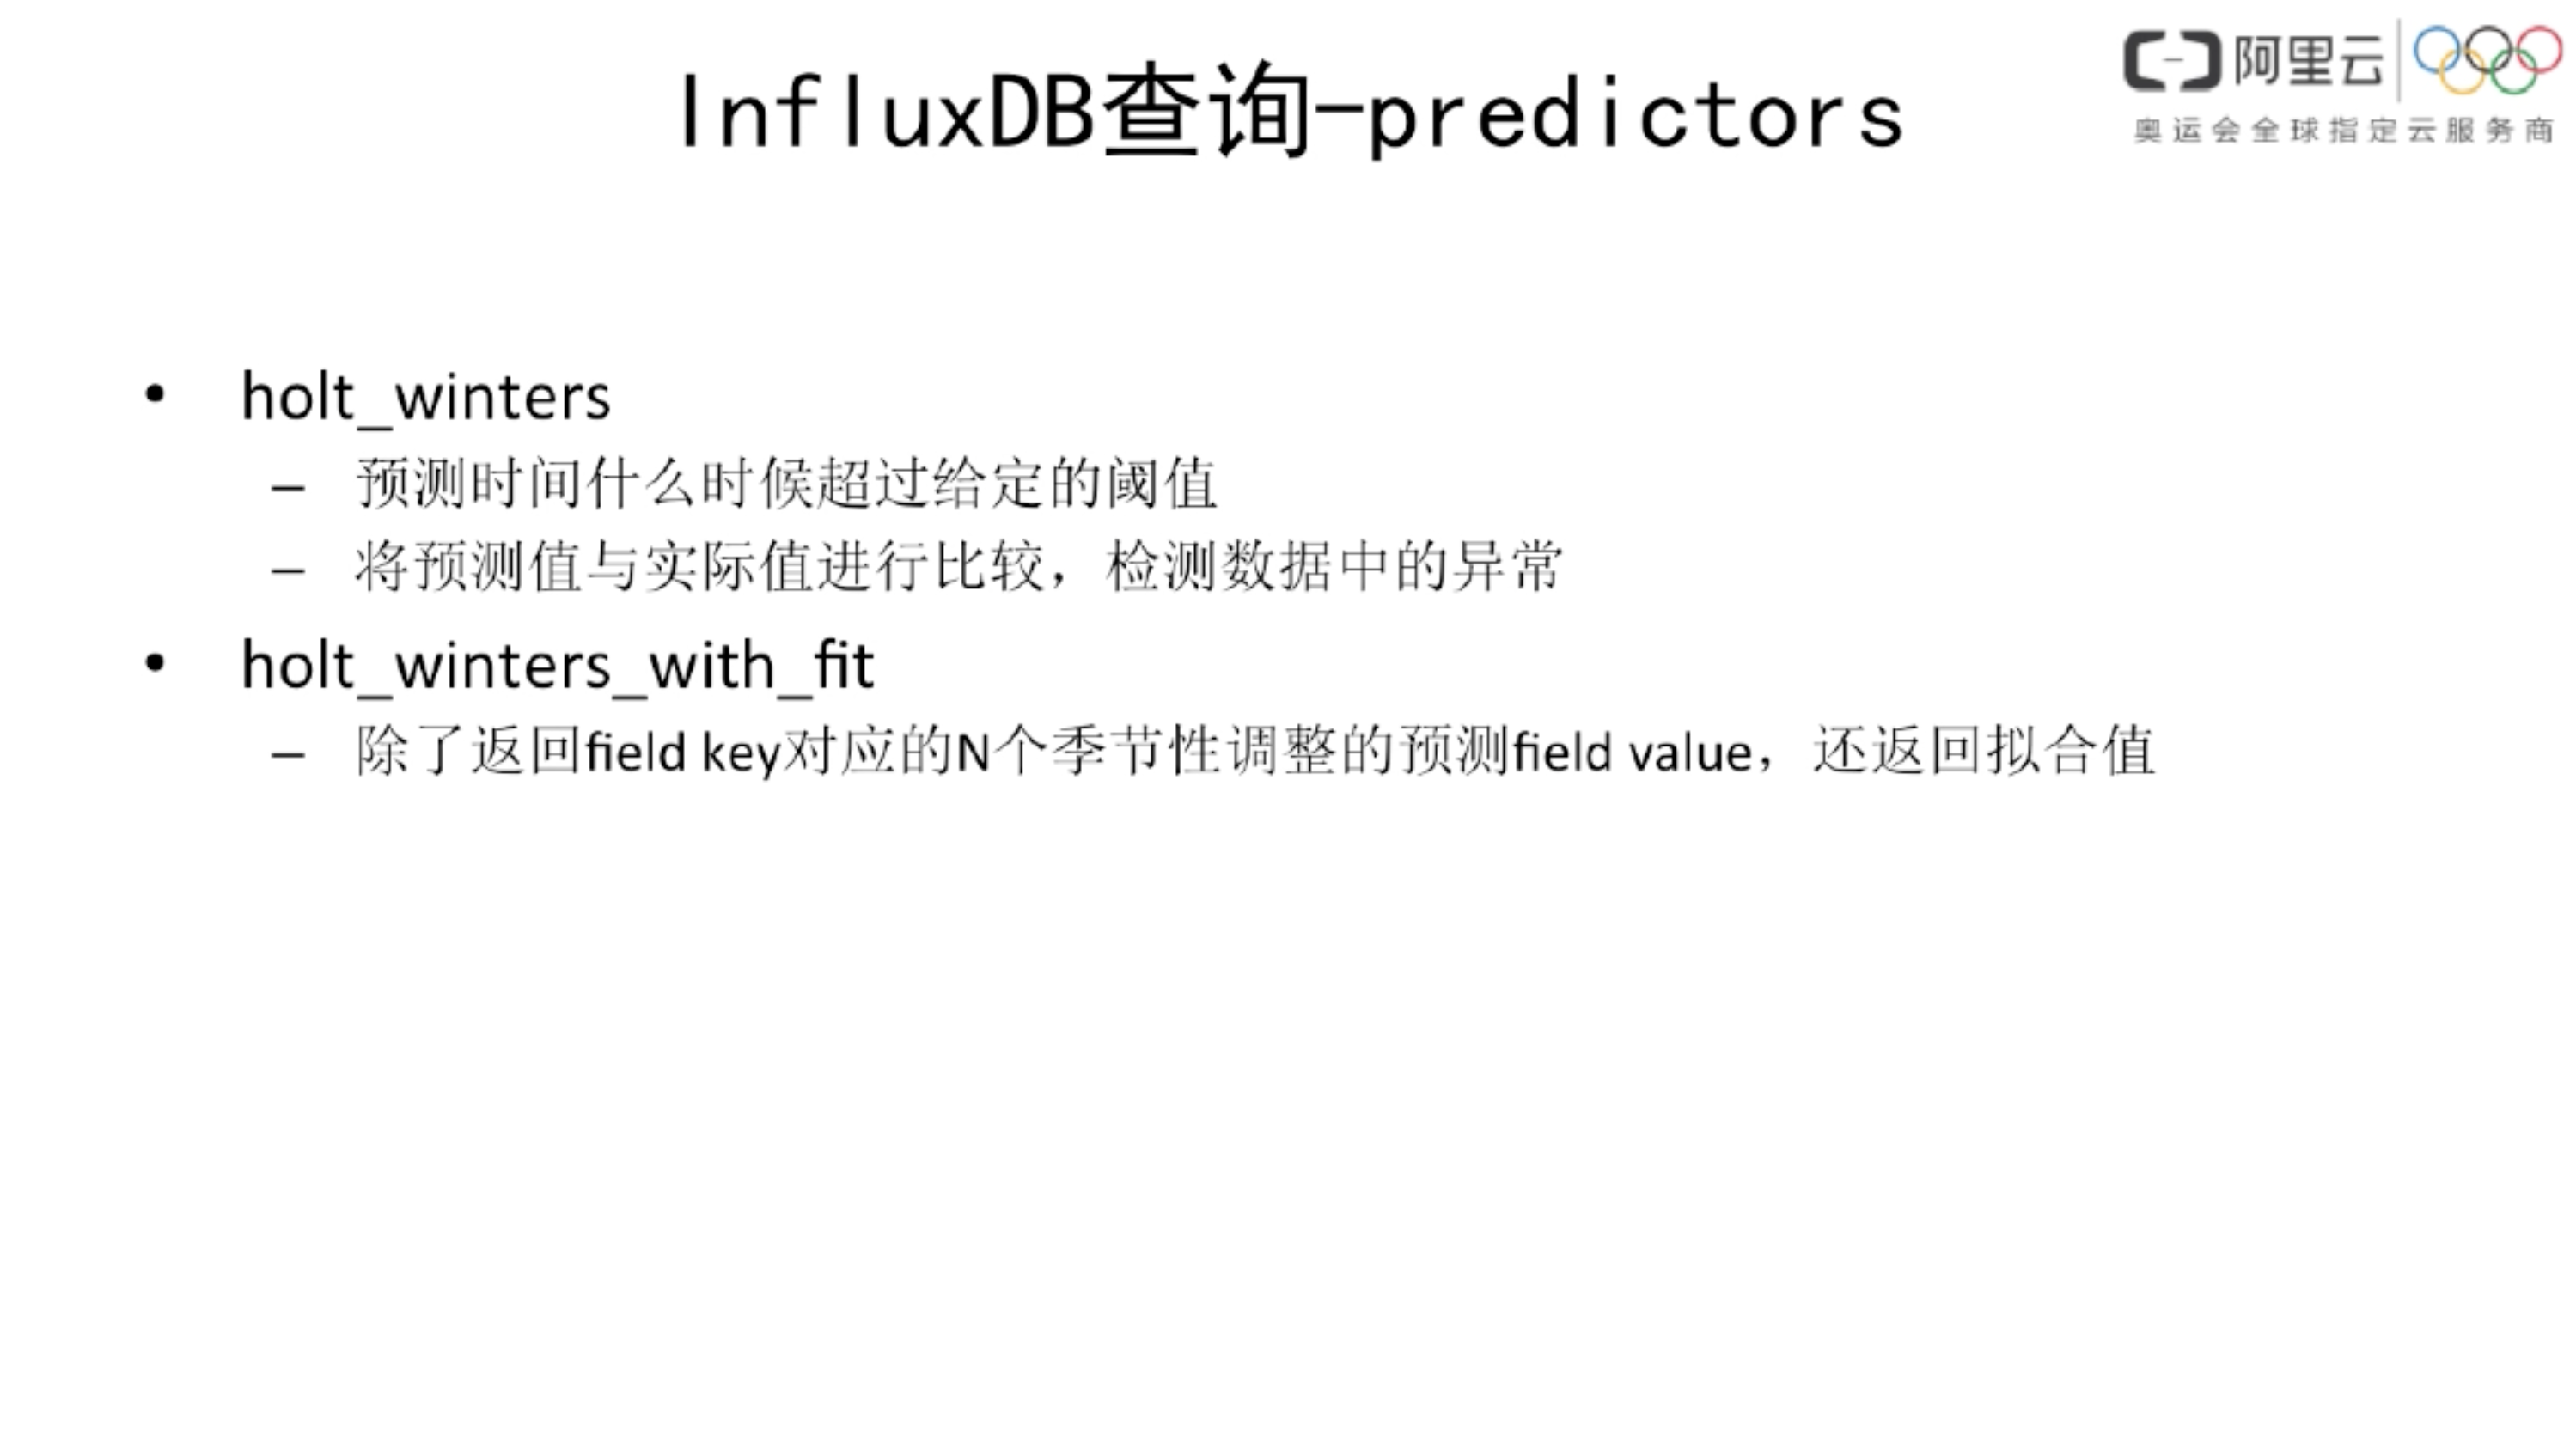 InfluxDB查询-predictors
阿里云
奥运会全球指定云服务商
• holt_winters
– 预测时间什么时候超过给定的阈值
– 将预测值与实际值进行比较，检测数据中的异常
• holt_winters_with_fit
– 除了返回field key对应的N个季节性调整的预测field value，还返回拟合值